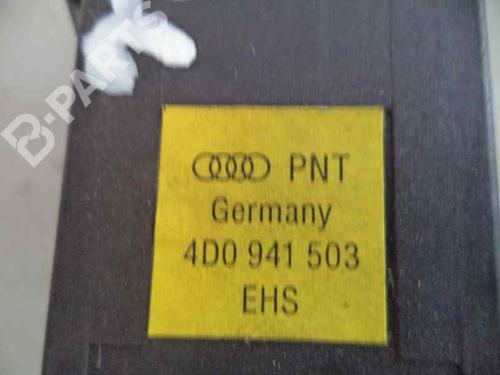 B-PARTS
PNT
Germany
4D0 941 503
EHS